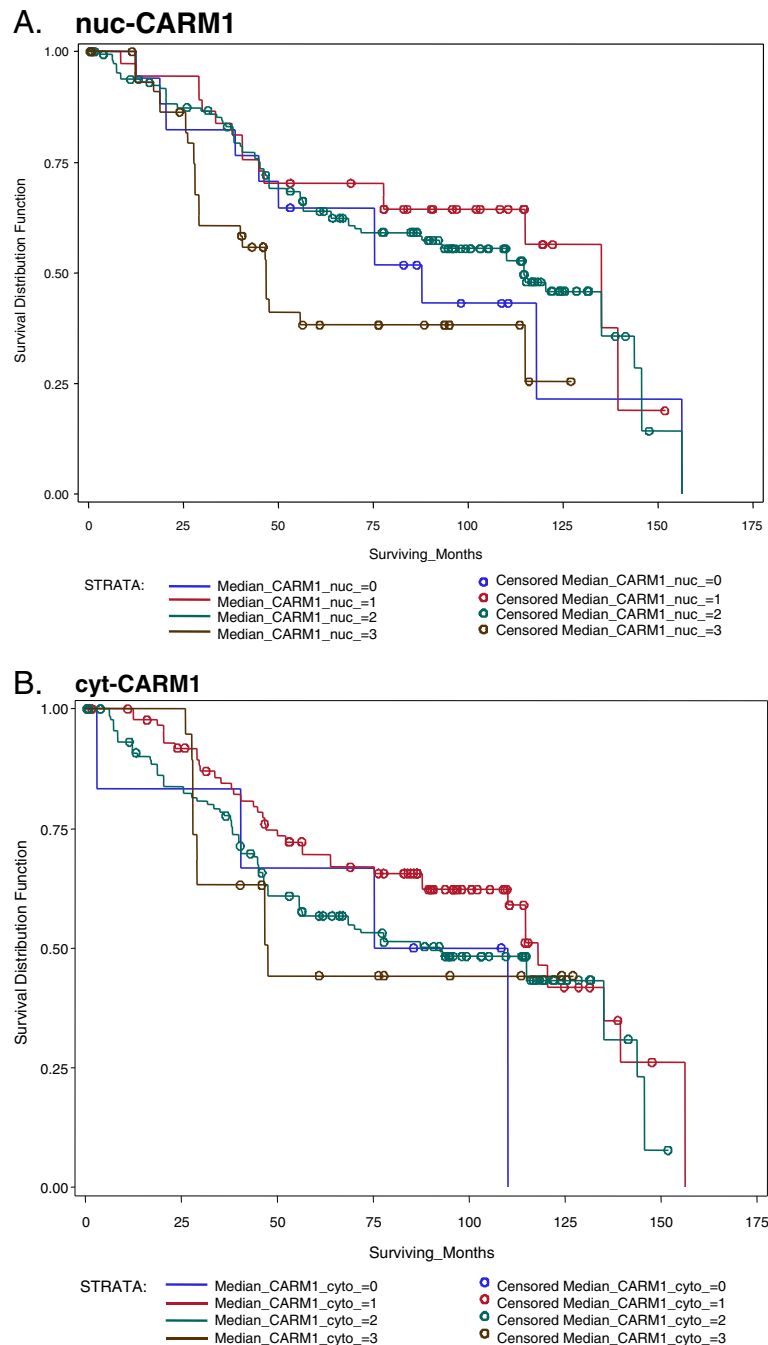 A. nuc-CARM1
1.00
0.75
0.50
0.25
0.00
Survival Distribution Function
0 25 50 75 100 125 150 175
Surviving_Months
STRATA: Median_CARM1_nuc_=0 Censored Median_CARM1_nuc_=0
Median_CARM1_nuc_=1 Censored Median_CARM1_nuc_=1
Median_CARM1_nuc_=2 Censored Median_CARM1_nuc_=2
Median_CARM1_nuc_=3 Censored Median_CARM1_nuc_=3
B. cyt-CARM1
1.00
0.75
0.50
0.25
0.00
Survival Distribution Function
0 25 50 75 100 125 150 175
Surviving_Months
STRATA: Median_CARM1_cyto_=0 Censored Median_CARM1_cyto_=0
Median_CARM1_cyto_=1 Censored Median_CARM1_cyto_=1
Median_CARM1_cyto_=2 Censored Median_CARM1_cyto_=2
Median_CARM1_cyto_=3 Censored Median_CARM1_cyto_=3